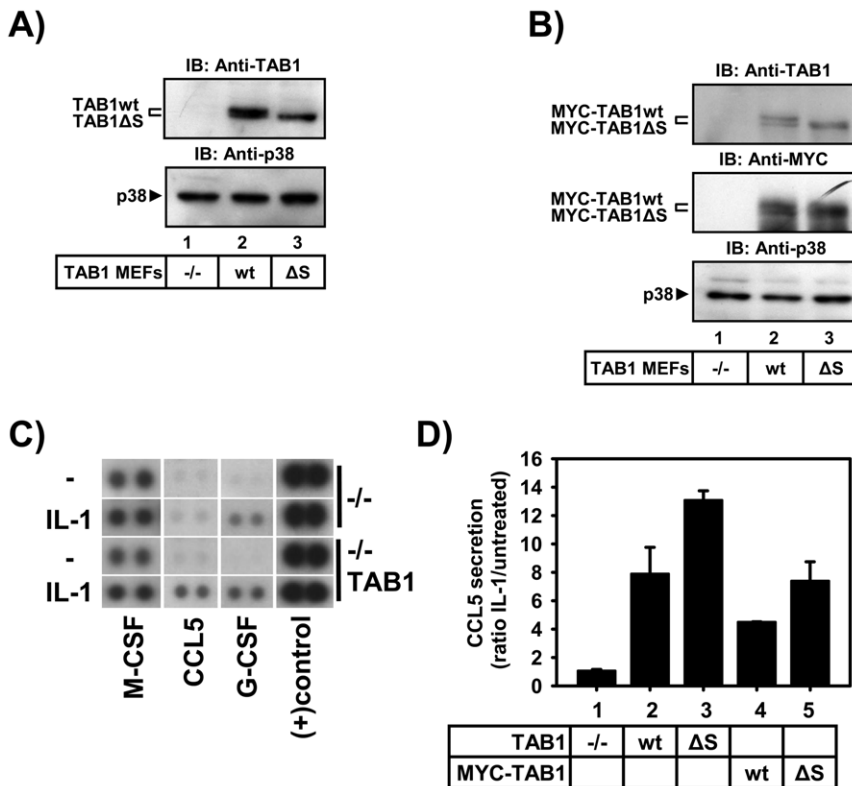 A)
IB: Anti-TAB1
TAB1wt
TAB1ΔS
IB: Anti-p38
p38►
1 2 3
TAB1 MEFs -/- wt ΔS
B)
IB: Anti-TAB1
MYC-TAB1wt
MYC-TAB1ΔS
IB: Anti-MYC
MYC-TAB1wt
MYC-TAB1ΔS
IB: Anti-p38
p38►
1 2 3
TAB1 MEFs -/- wt ΔS
C)
-
IL-1
-/-
-
IL-1
-/-
TAB1
M-CSF
CCL5
G-CSF
(+)control
D)
CCL5 secretion
(ratio IL-1/untreated)
16
14
12
10
8
6
4
2
0
1 2 3 4 5
TAB1 -/- wt ΔS
MYC-TAB1 wt ΔS